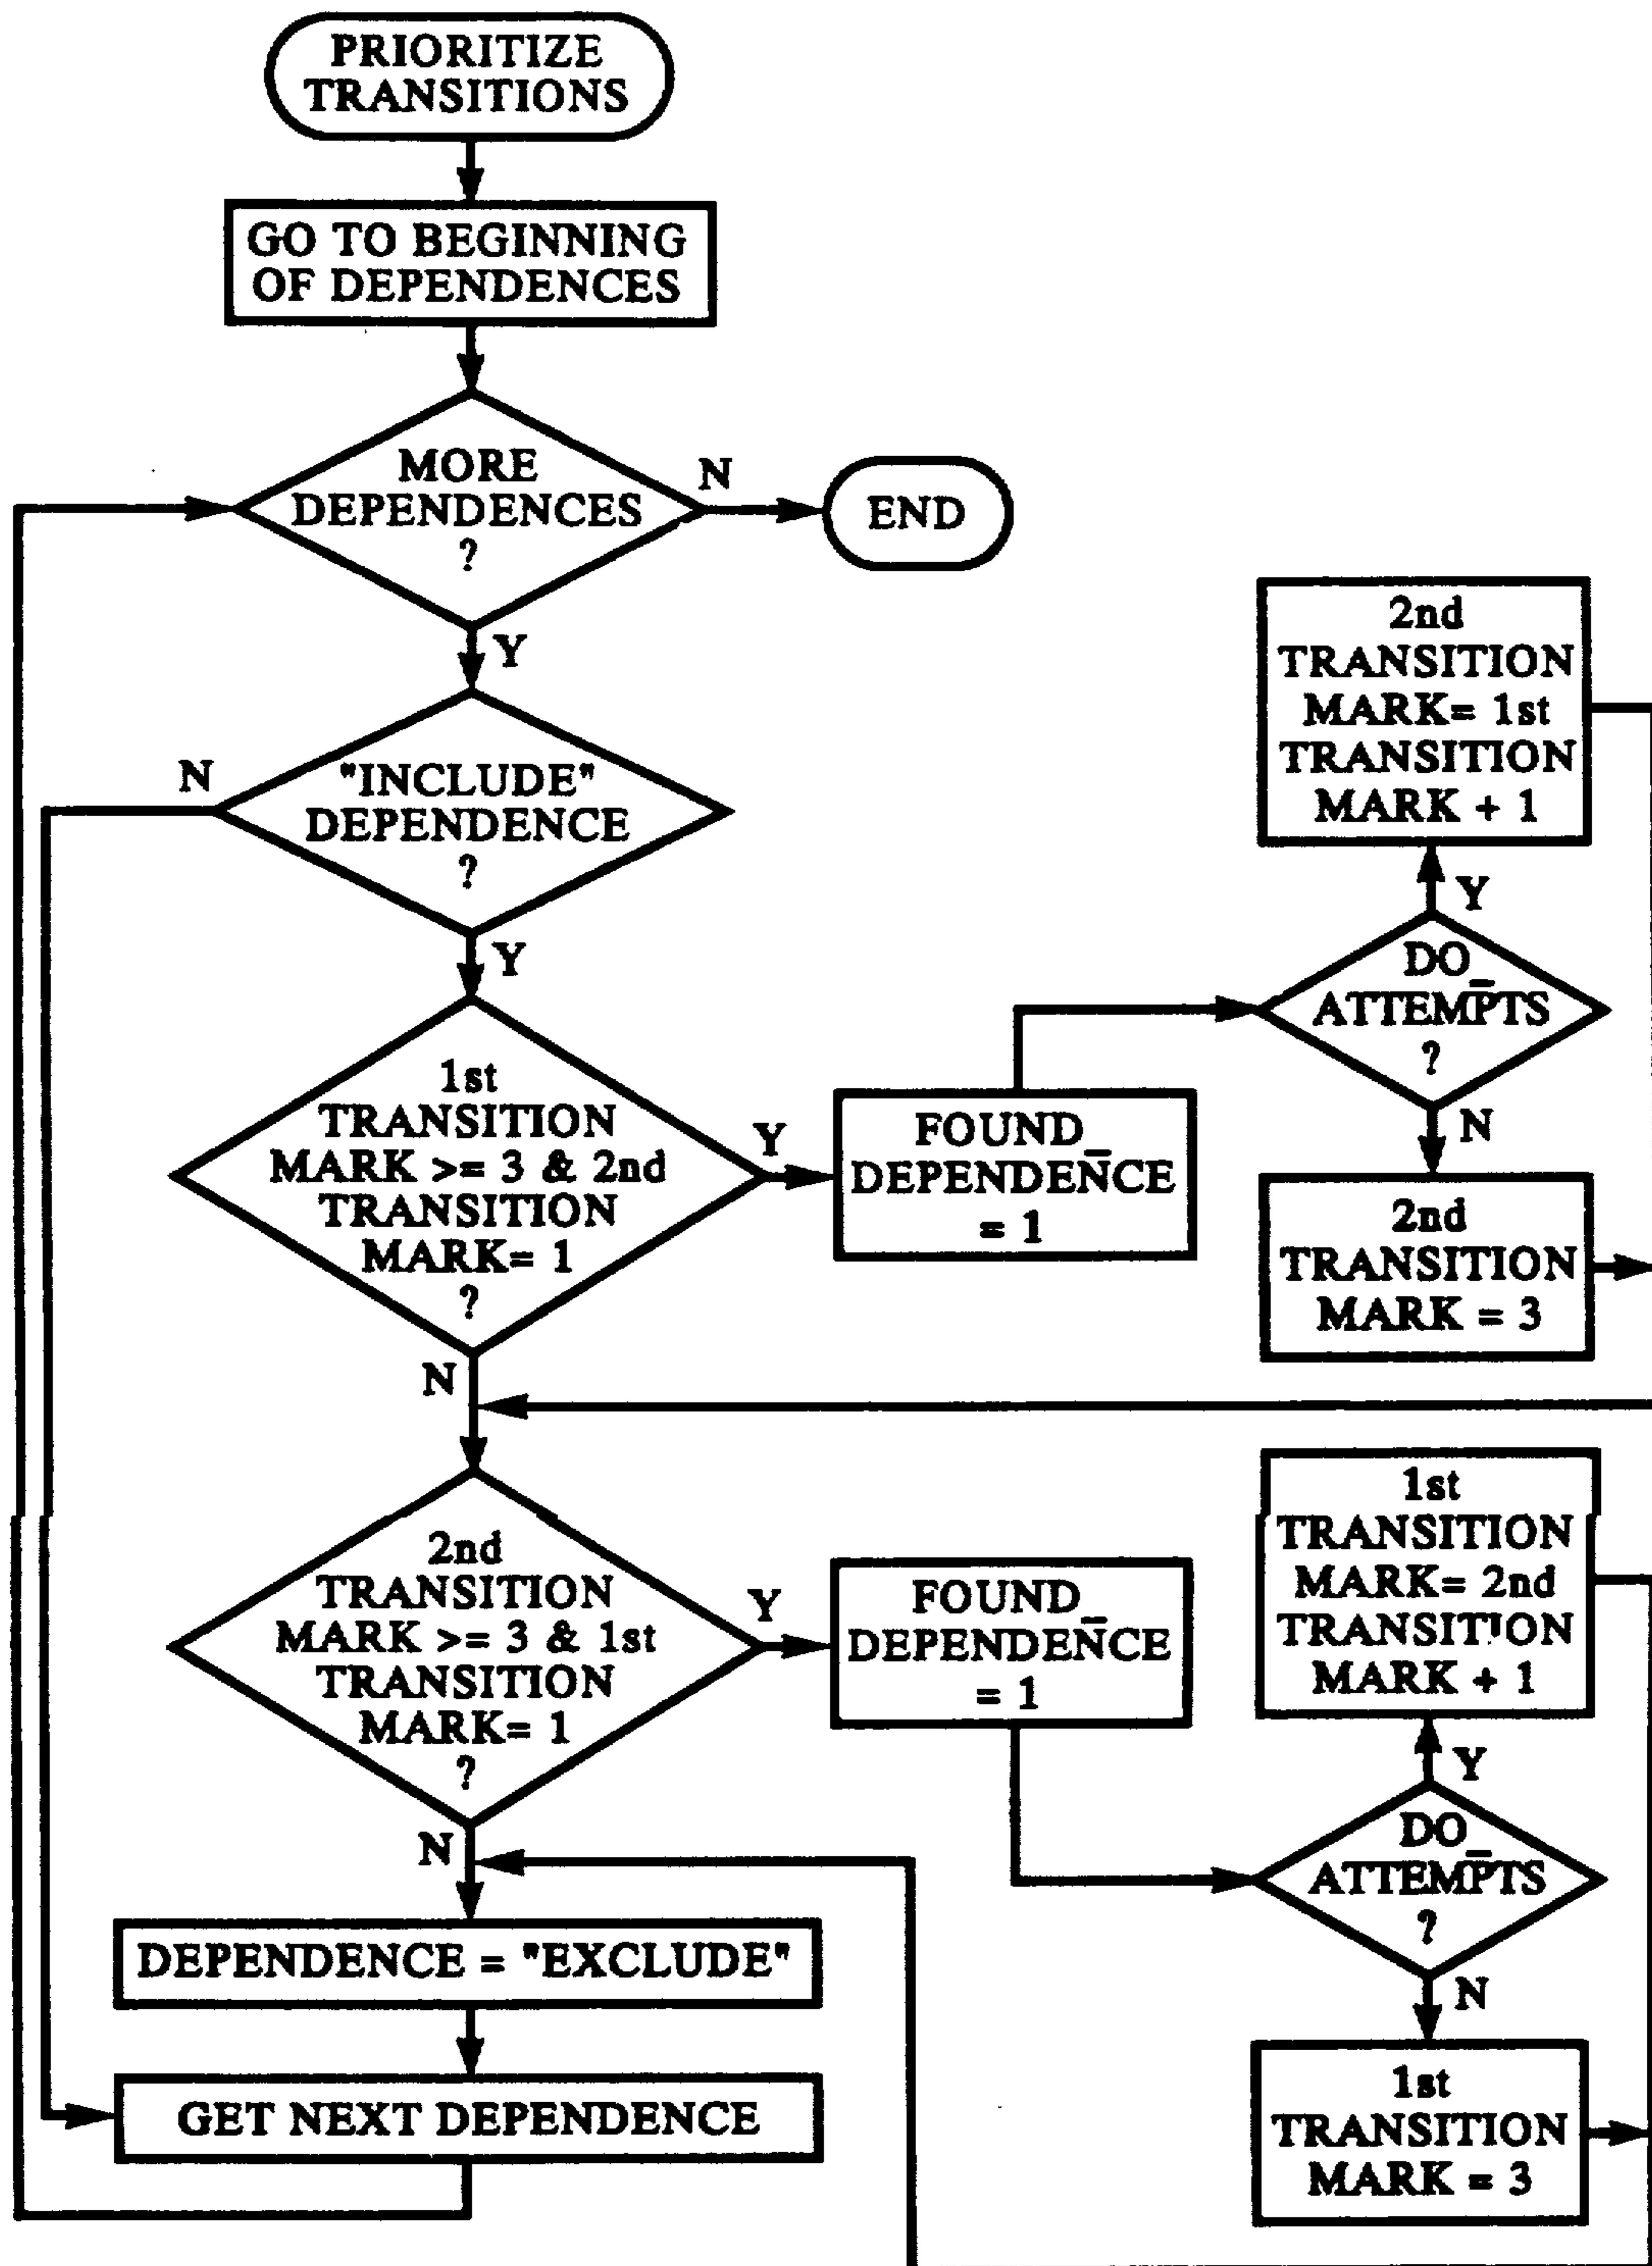 PRIORITIZE
TRANSITIONS
GO TO BEGINNING
OF DEPENDENCES
MORE
DEPENDENCES
?
N
END
Y
"INCLUDE"
DEPENDENCE
?
N
Y
1st
TRANSITION
MARK >= 3 & 2nd
TRANSITION
MARK= 1
?
Y
FOUND_
DEPENDENCE
= 1
DO_
ATTEMPTS
?
Y
2nd
TRANSITION
MARK= 1st
TRANSITION
MARK + 1
N
2nd
TRANSITION
MARK = 3
N
2nd
TRANSITION
MARK >= 3 & 1st
TRANSITION
MARK= 1
?
Y
FOUND_
DEPENDENCE
= 1
DO_
ATTEMPTS
?
Y
1st
TRANSITION
MARK= 2nd
TRANSITION
MARK + 1
N
1st
TRANSITION
MARK = 3
N
DEPENDENCE = "EXCLUDE"
GET NEXT DEPENDENCE